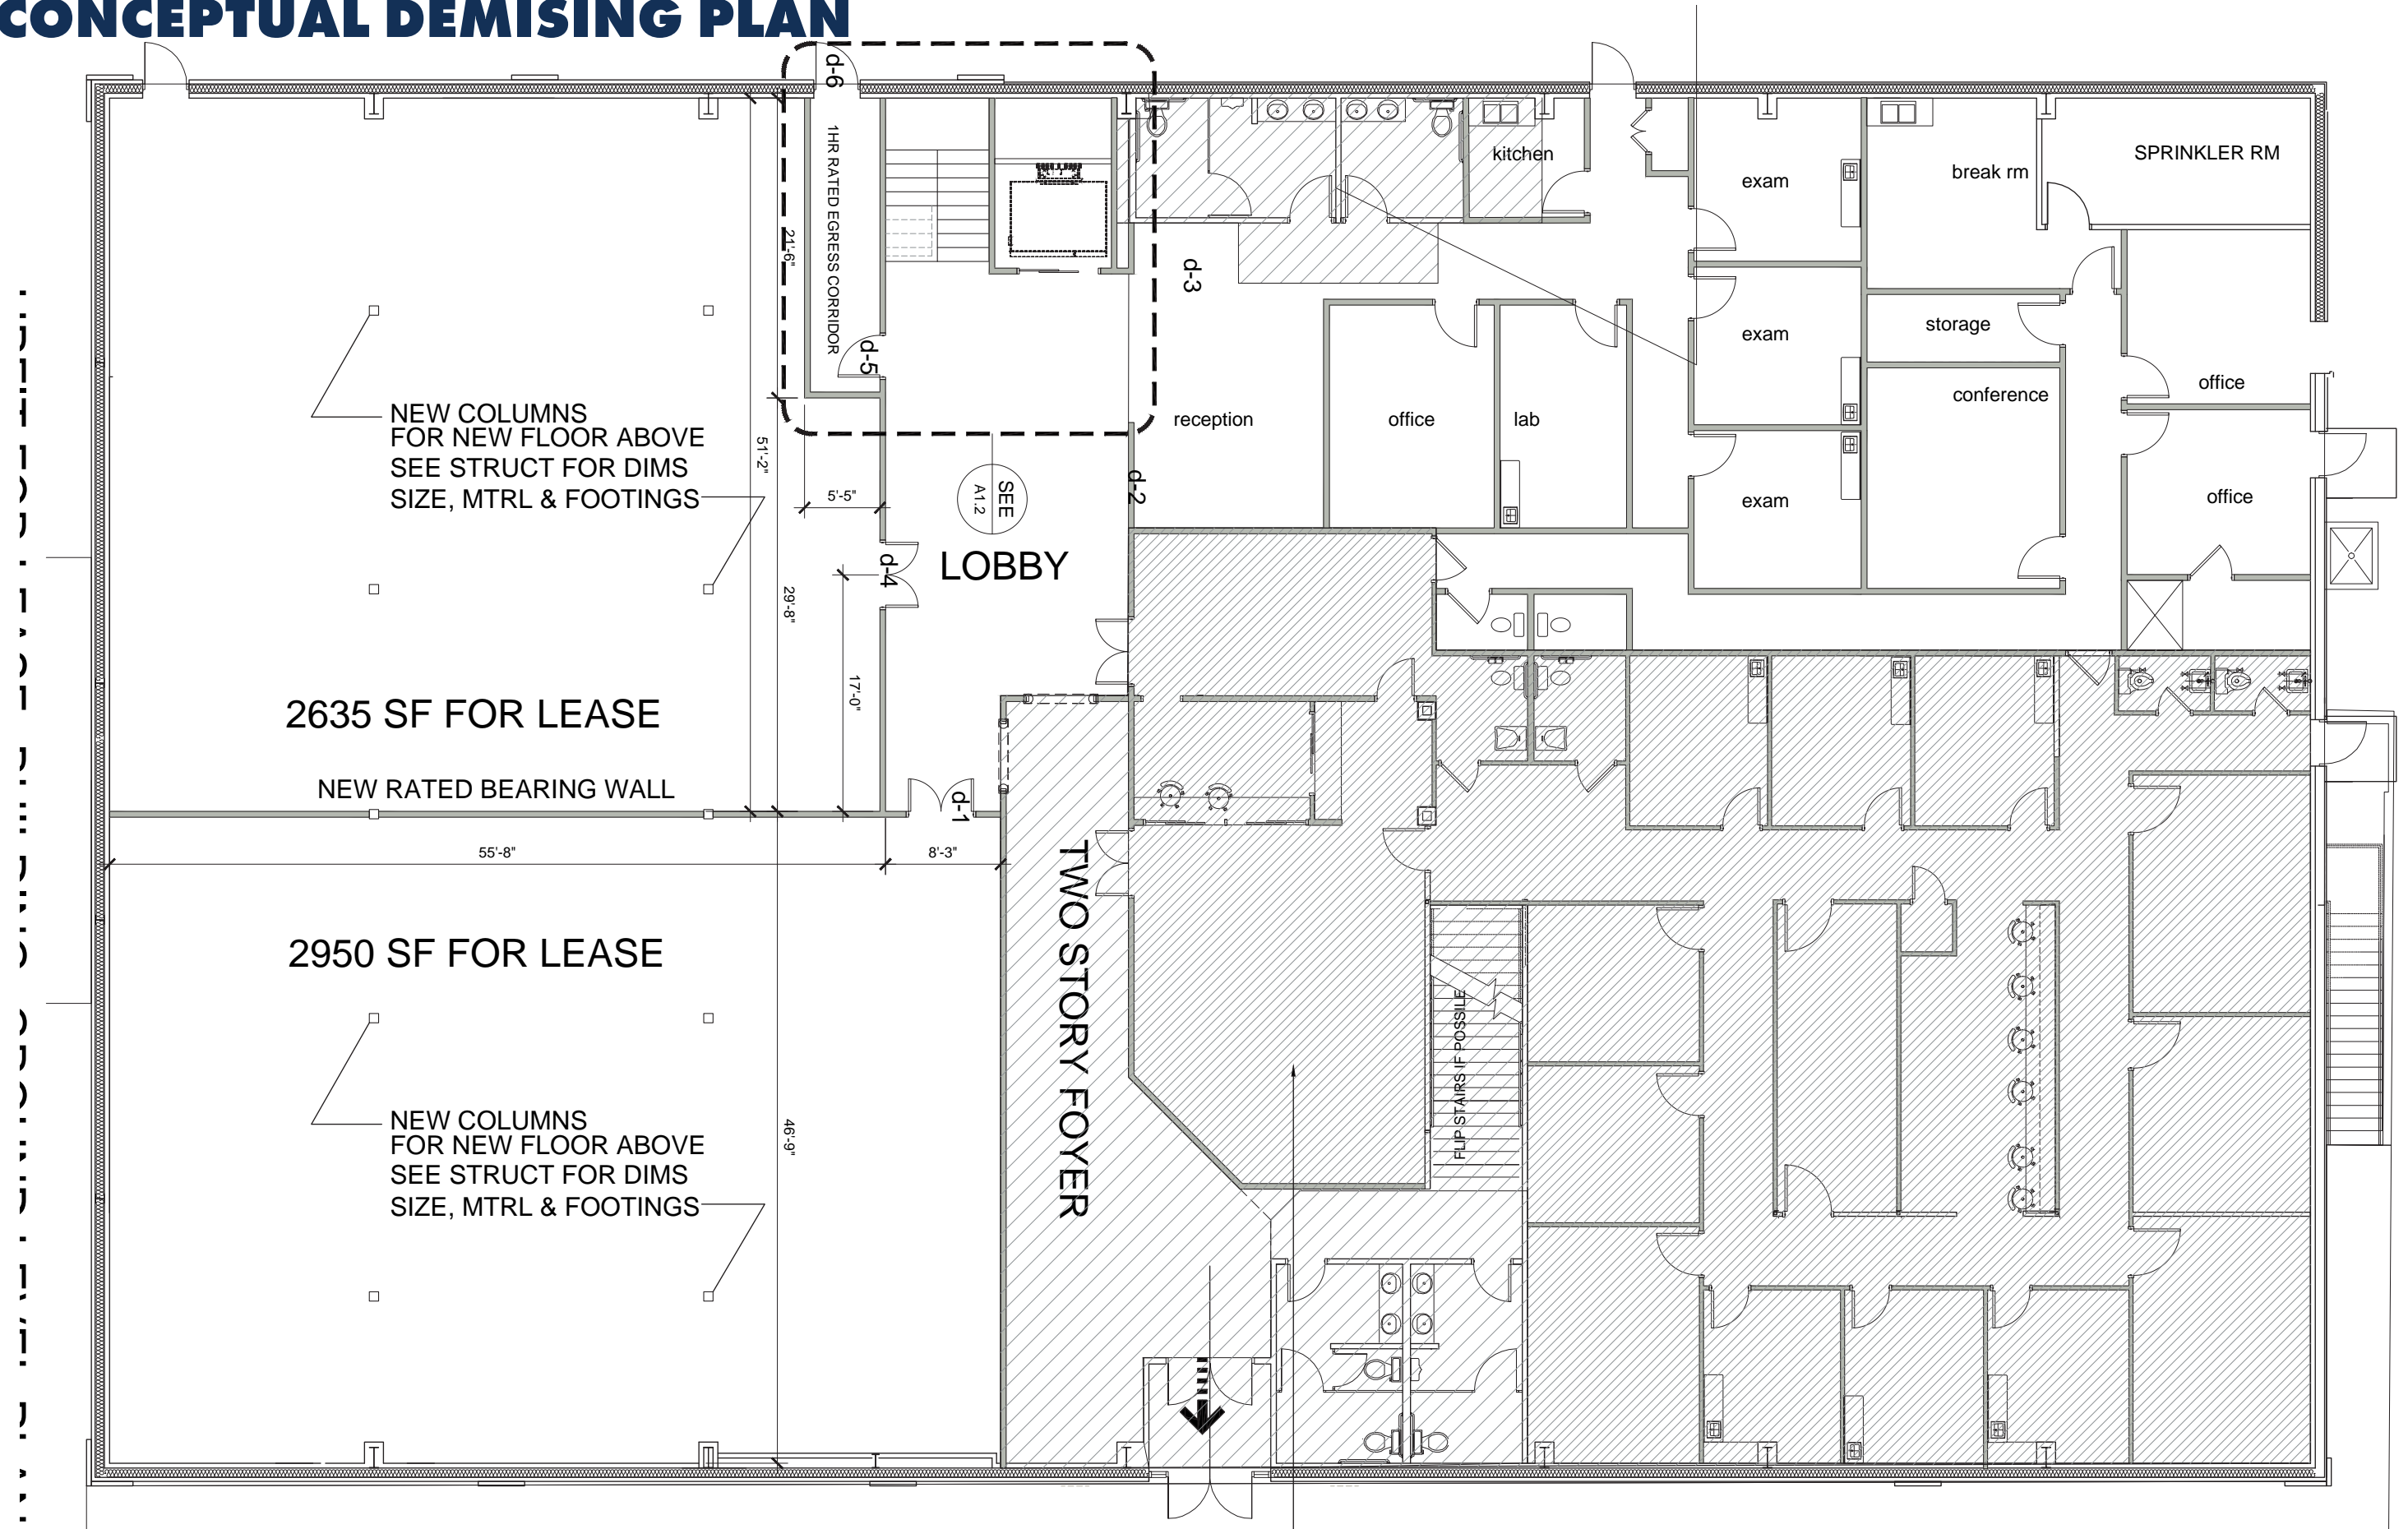 CONCEPTUAL DEMISING PLAN
d-6
1HR RATED EGRESS CORRIDOR
21'-6"
d-5
d-3
kitchen
exam
break rm
SPRINKLER RM
exam
storage
office
conference
reception
office
lab
office
exam
NEW COLUMNS
FOR NEW FLOOR ABOVE
SEE STRUCT FOR DIMS
SIZE, MTRL & FOOTINGS
51'-2"
5'-5"
SEE
A1.2
d-2
LOBBY
d-4
29'-8"
17'-0"
2635 SF FOR LEASE
NEW RATED BEARING WALL
d-1
55'-8"
8'-3"
TWO STORY FOYER
2950 SF FOR LEASE
FLIP STAIRS IF POSSILE
NEW COLUMNS
FOR NEW FLOOR ABOVE
SEE STRUCT FOR DIMS
SIZE, MTRL & FOOTINGS
46'-9"